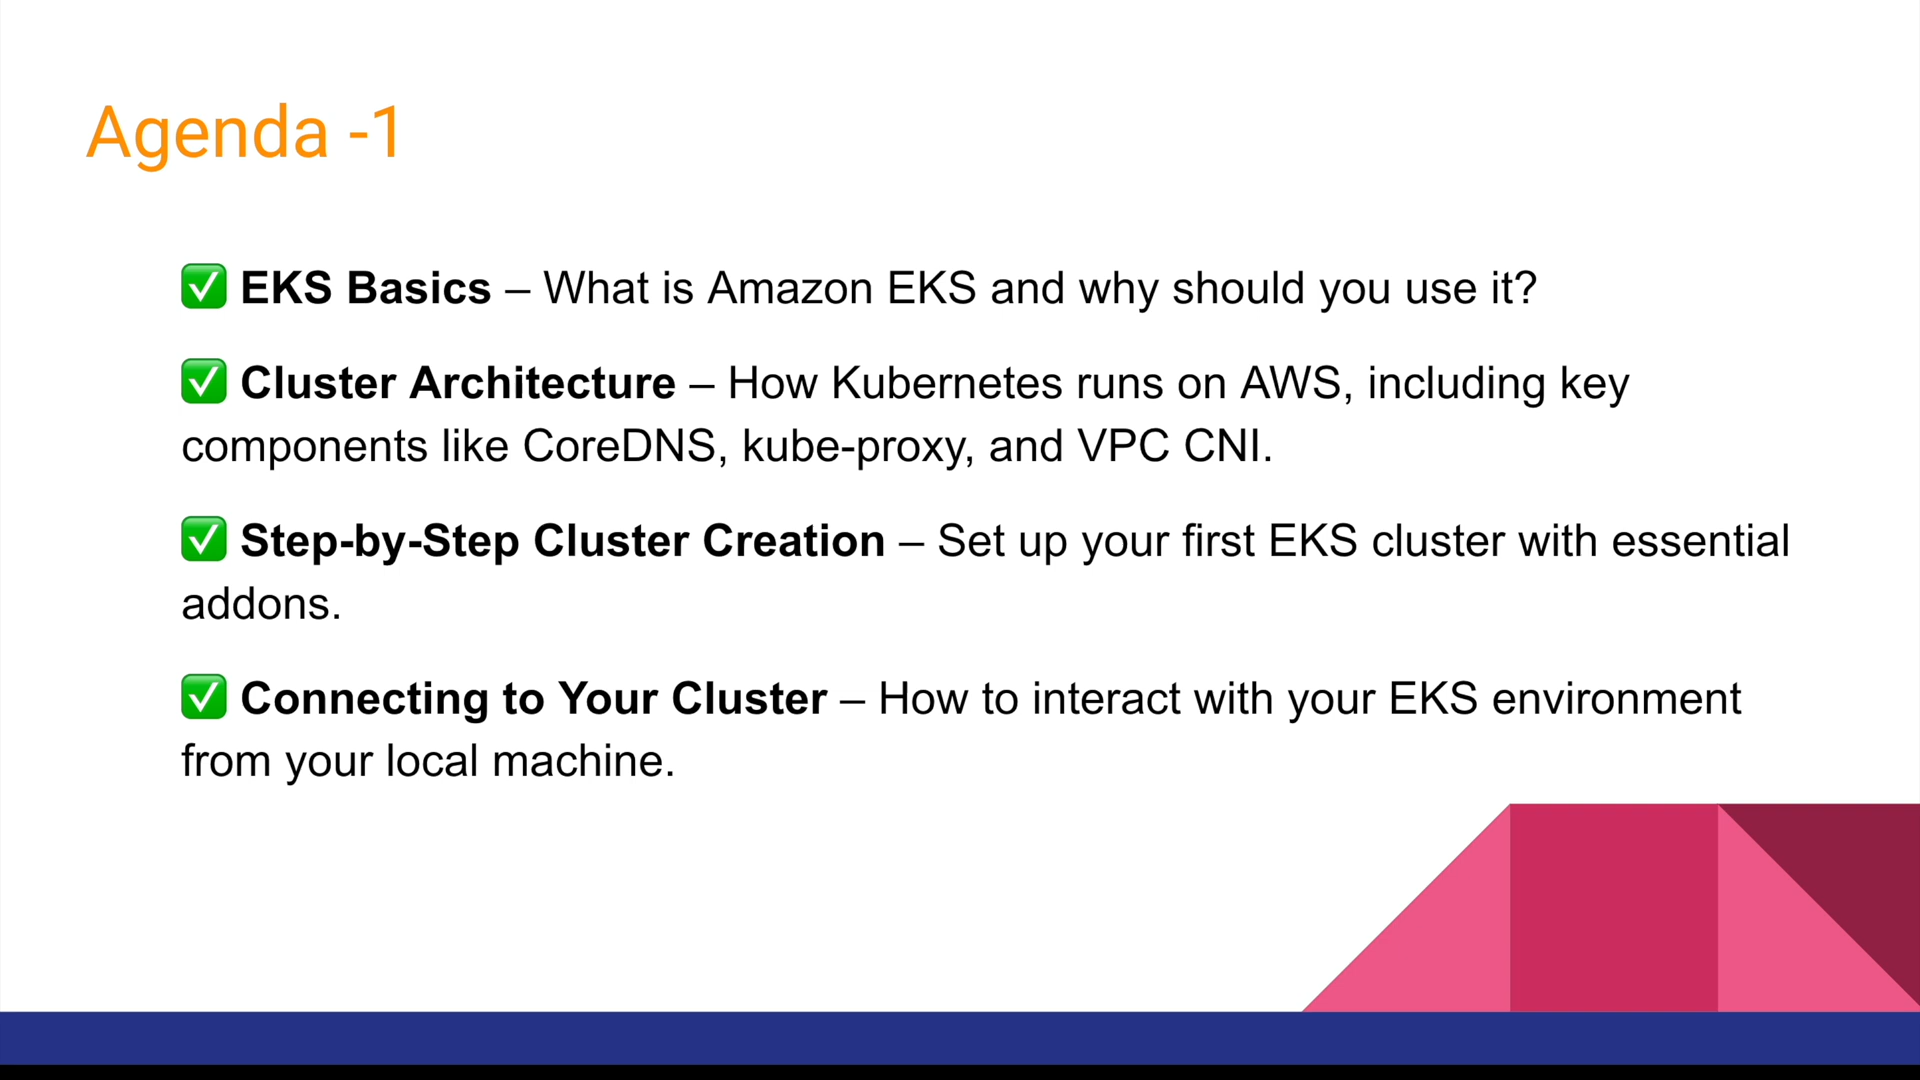 Agenda -1
✅ EKS Basics – What is Amazon EKS and why should you use it?
✅ Cluster Architecture – How Kubernetes runs on AWS, including key
components like CoreDNS, kube-proxy, and VPC CNI.
✅ Step-by-Step Cluster Creation – Set up your first EKS cluster with essential
addons.
✅ Connecting to Your Cluster – How to interact with your EKS environment
from your local machine.